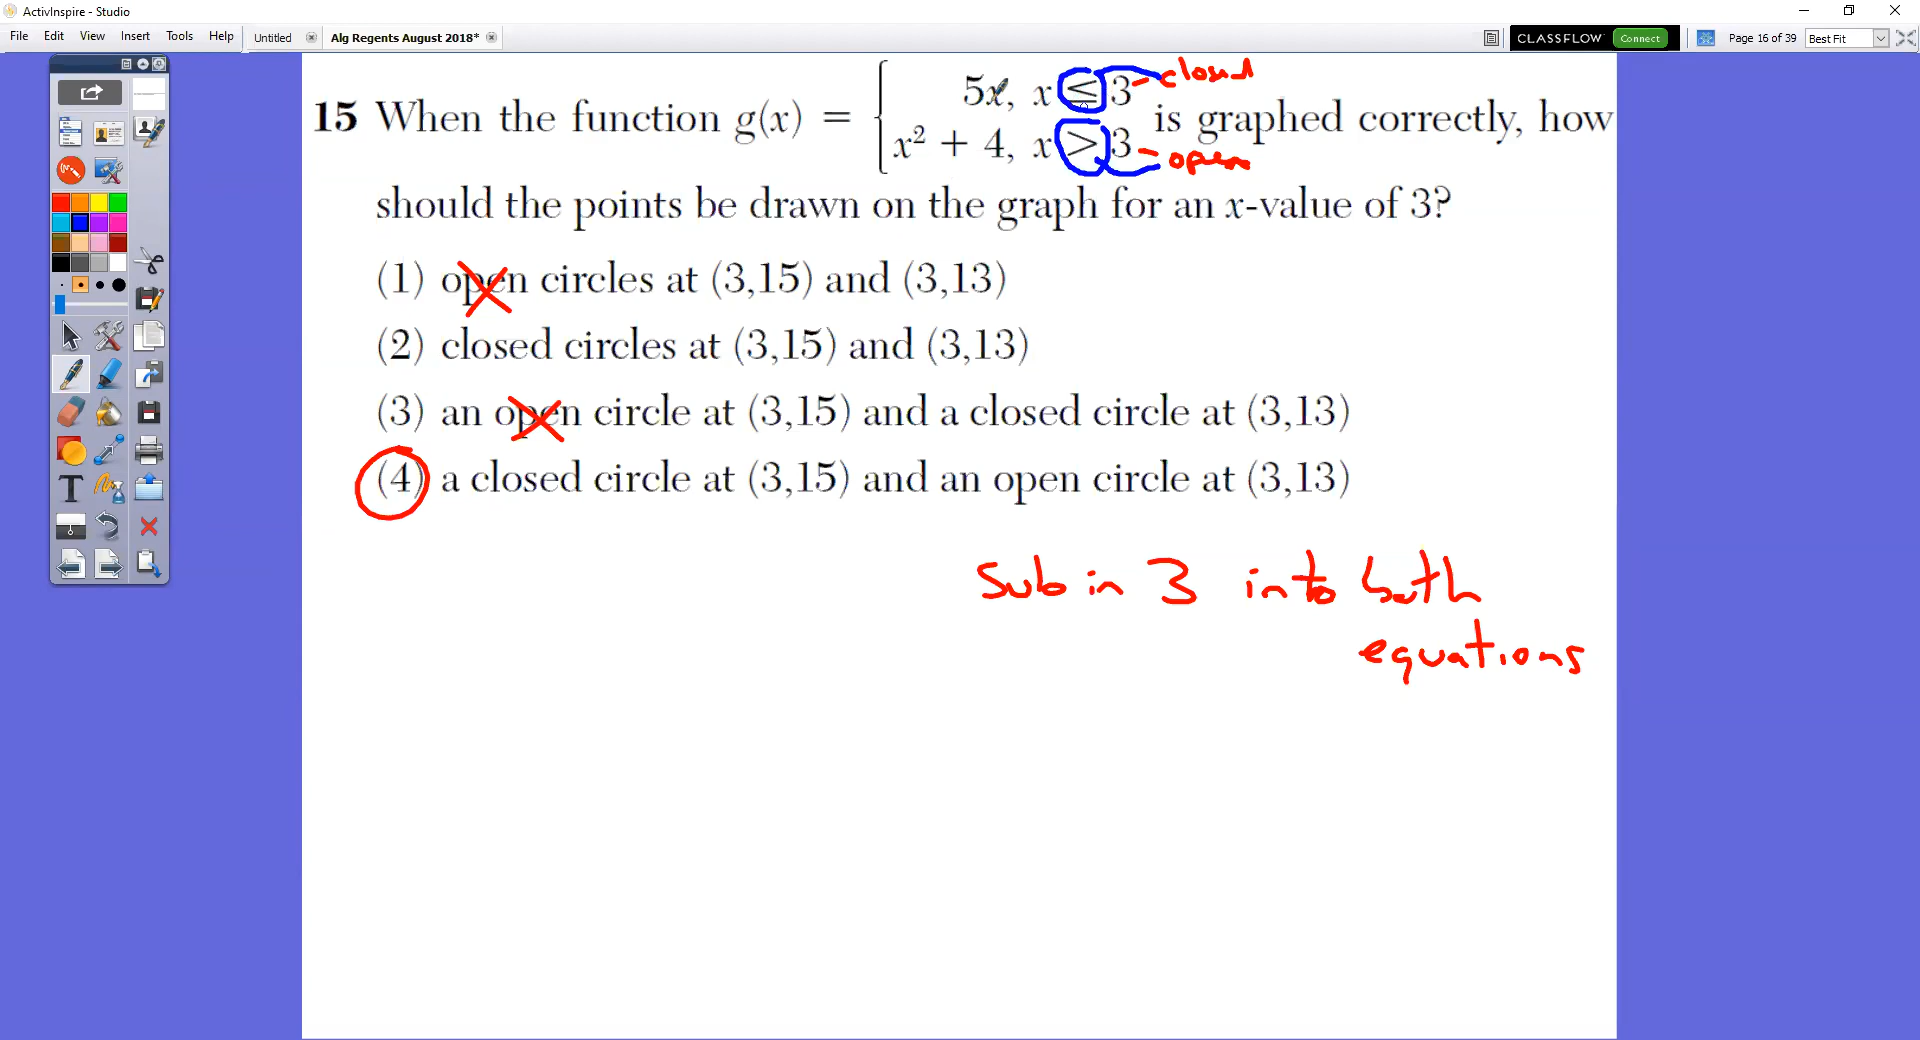 ActivInspire - Studio
File Edit View Insert Tools Help Untitled Alg Regents August 2018* CLASSFLOW Connect Page 16 of 39 Best Fit
5x, x ≤ 3 - closed
15 When the function g(x) = is graphed correctly, how
x² + 4, x > 3 - open
should the points be drawn on the graph for an x-value of 3?
(1) open circles at (3,15) and (3,13)
(2) closed circles at (3,15) and (3,13)
(3) an open circle at (3,15) and a closed circle at (3,13)
(4) a closed circle at (3,15) and an open circle at (3,13)
Sub in 3 into both
equations